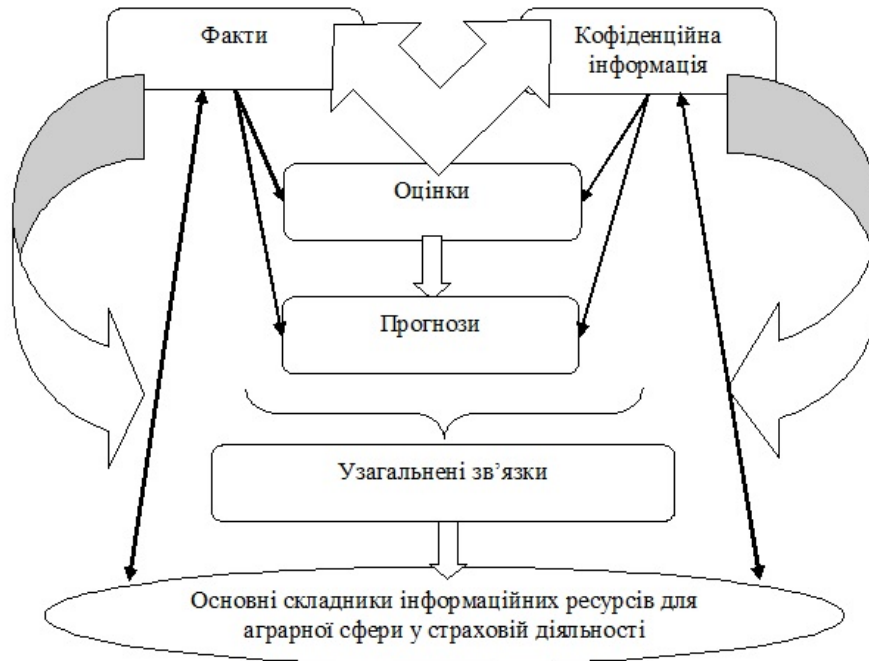 Факти
Кофіденційна
інформація
Оцінки
Прогнози
Узагальнені зв’язки
Основні складники інформаційних ресурсів для
аграрної сфери у страховій діяльності